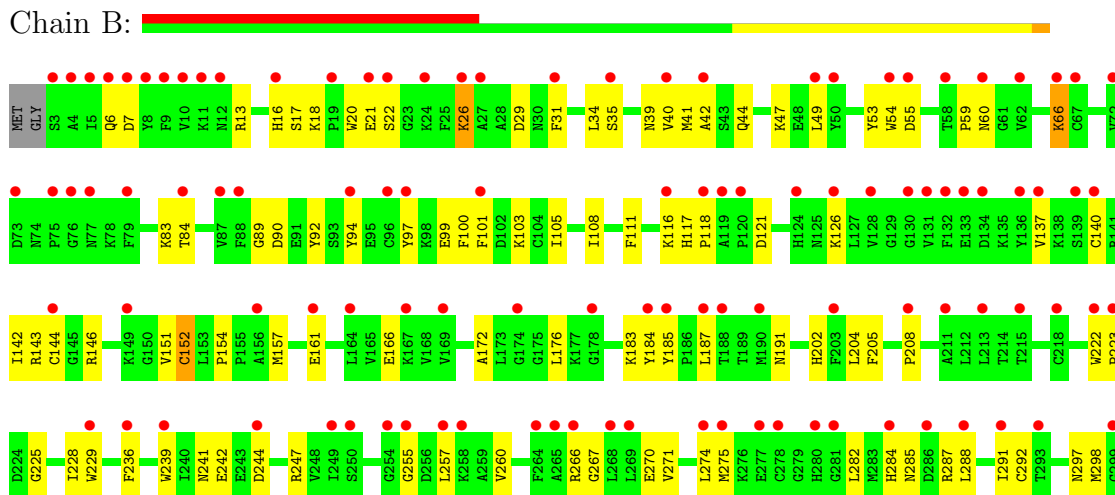 Chain B:
MET GLY S3 A4 I5 Q6 D7 Y8 F9 V10 K11 N12 R13 H16 S17 K18 P19 W20 E21 S22 G23 K24 F25 K26 A27 A28 D29 N30 F31 L34 S35 N39 V40 M41 A42 S43 Q44 K47 E48 L49 Y50 Y53 W54 D55 T58 P59 N60 G61 V62 K66 C67
D73 N74 P75 G76 N77 K78 F79 K83 T84 V87 F88 G89 D90 E91 Y92 S93 Y94 E95 C96 Y97 K98 E99 F100 F101 D102 K103 C104 I105 I108 F111 K116 H117 P118 A119 P120 D121 H124 N125 K126 L127 V128 G129 G130 V131 F132 E133 D134 K135 Y136 V137 K138 S139 C140
I142 R143 C144 G145 R146 K149 G150 V151 C152 L153 P154 P155 A156 M157 E161 L164 V165 E166 K167 V168 V169 A172 L173 G174 G175 L176 K177 G178 K183 Y184 Y185 P186 L187 T188 T189 M190 N191 H202 F203 L204 F205 P208 A211 L212 L213 T214 T215 C218 W222
D224 G225 I228 W229 F236 W239 I240 N241 E242 E243 D244 R247 V248 I249 S250 G254 G255 D256 L257 K258 A259 V260 F264 A265 R266 G267 L268 L269 E270 V271 L274 M275 K276 E277 C278 G279 H280 G281 L282 M283 H284 N285 D286 R287 L288 I291 C292 T293 N297 M298